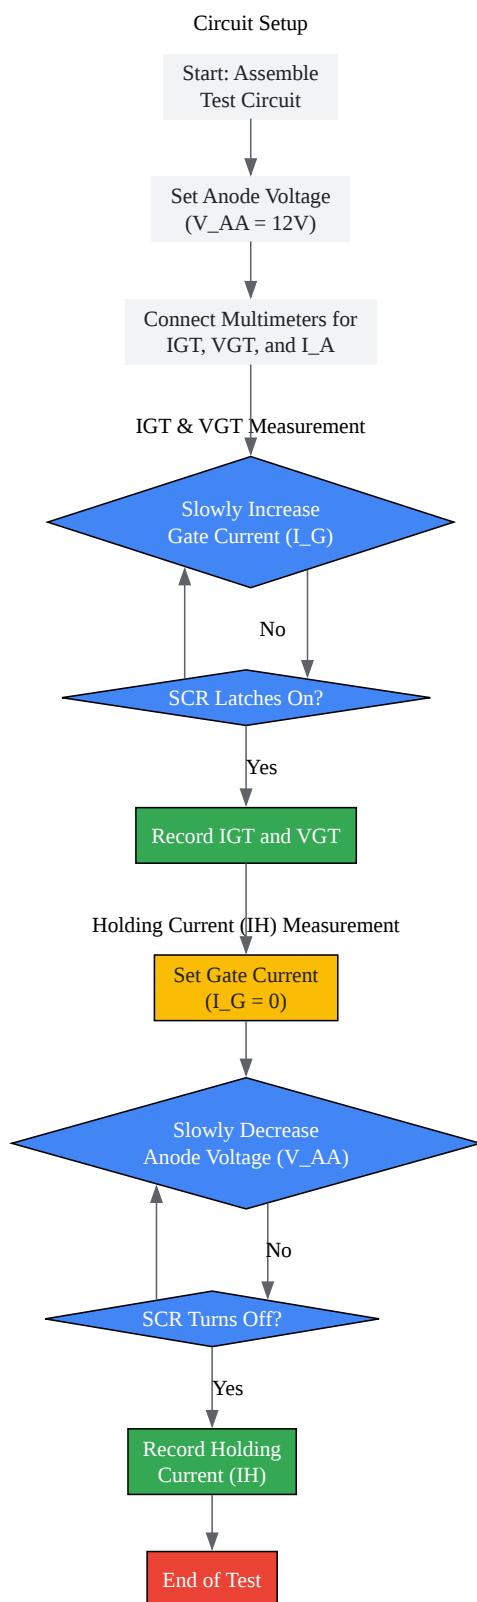 Circuit Setup
Start: Assemble
Test Circuit
Set Anode Voltage
(V_AA = 12V)
Connect Multimeters for
IGT, VGT, and I_A
IGT & VGT Measurement
Slowly Increase
Gate Current (I_G)
No
SCR Latches On?
Yes
Record IGT and VGT
Holding Current (IH) Measurement
Set Gate Current
(I_G = 0)
Slowly Decrease
Anode Voltage (V_AA)
No
SCR Turns Off?
Yes
Record Holding
Current (IH)
End of Test